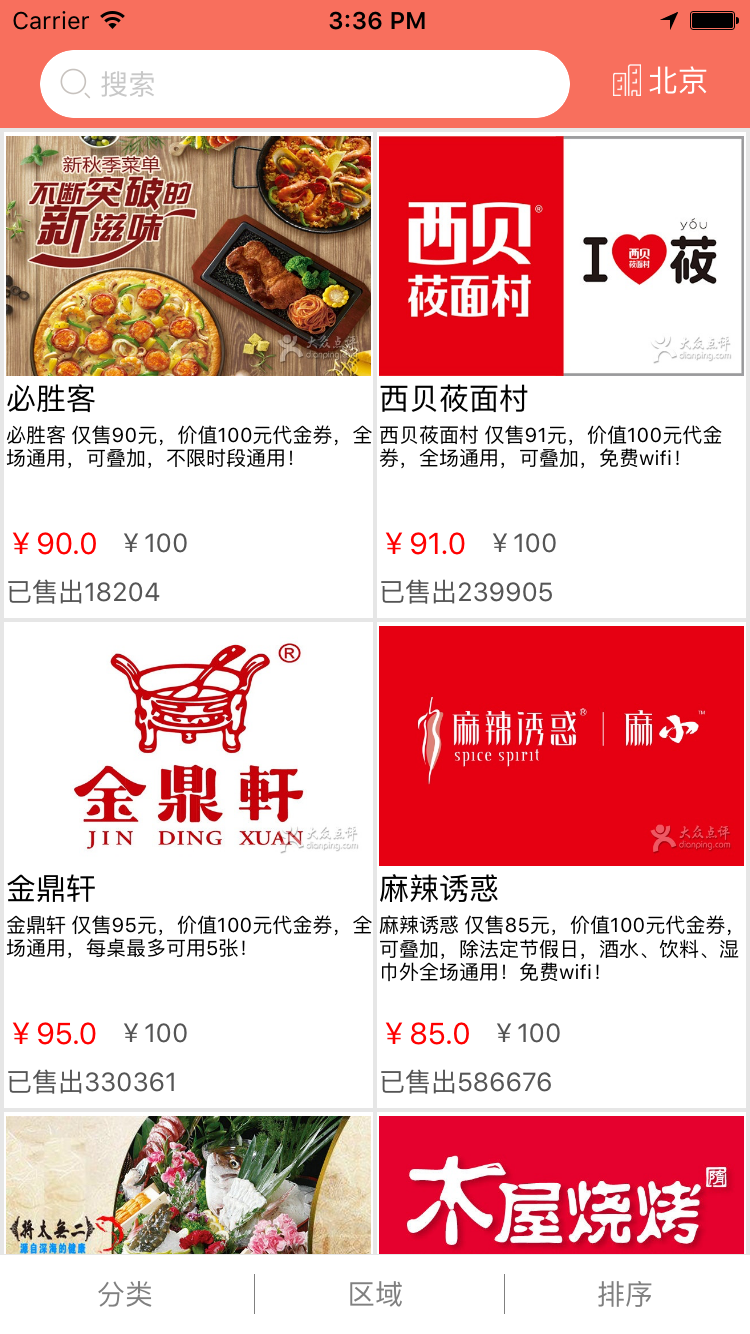 Carrier
3:36 PM
搜索
北京
新秋季菜单
不断突破的
新滋味
大众点评
dianping.com
西贝®
莜面村
I 西贝莜面村 莜
yóu
大众点评
dianping.com
必胜客
必胜客 仅售90元，价值100元代金券，全
场通用，可叠加，不限时段通用！
￥90.0 ￥100
已售出18204
西贝莜面村
西贝莜面村 仅售91元，价值100元代金
券，全场通用，可叠加，免费wifi！
￥91.0 ￥100
已售出239905
®
金鼎軒
JIN DING XUAN
大众点评
dianping.com
麻辣诱惑® | 麻小™
spice spirit
大众点评
dianping.com
金鼎轩
金鼎轩 仅售95元，价值100元代金券，全
场通用，每桌最多可用5张！
￥95.0 ￥100
已售出330361
麻辣诱惑
麻辣诱惑 仅售85元，价值100元代金券，
可叠加，除法定节假日，酒水、饮料、湿
巾外全场通用！免费wifi！
￥85.0 ￥100
已售出586676
将太無二
源自深海的健康
木屋烧烤
隋
分类
区域
排序